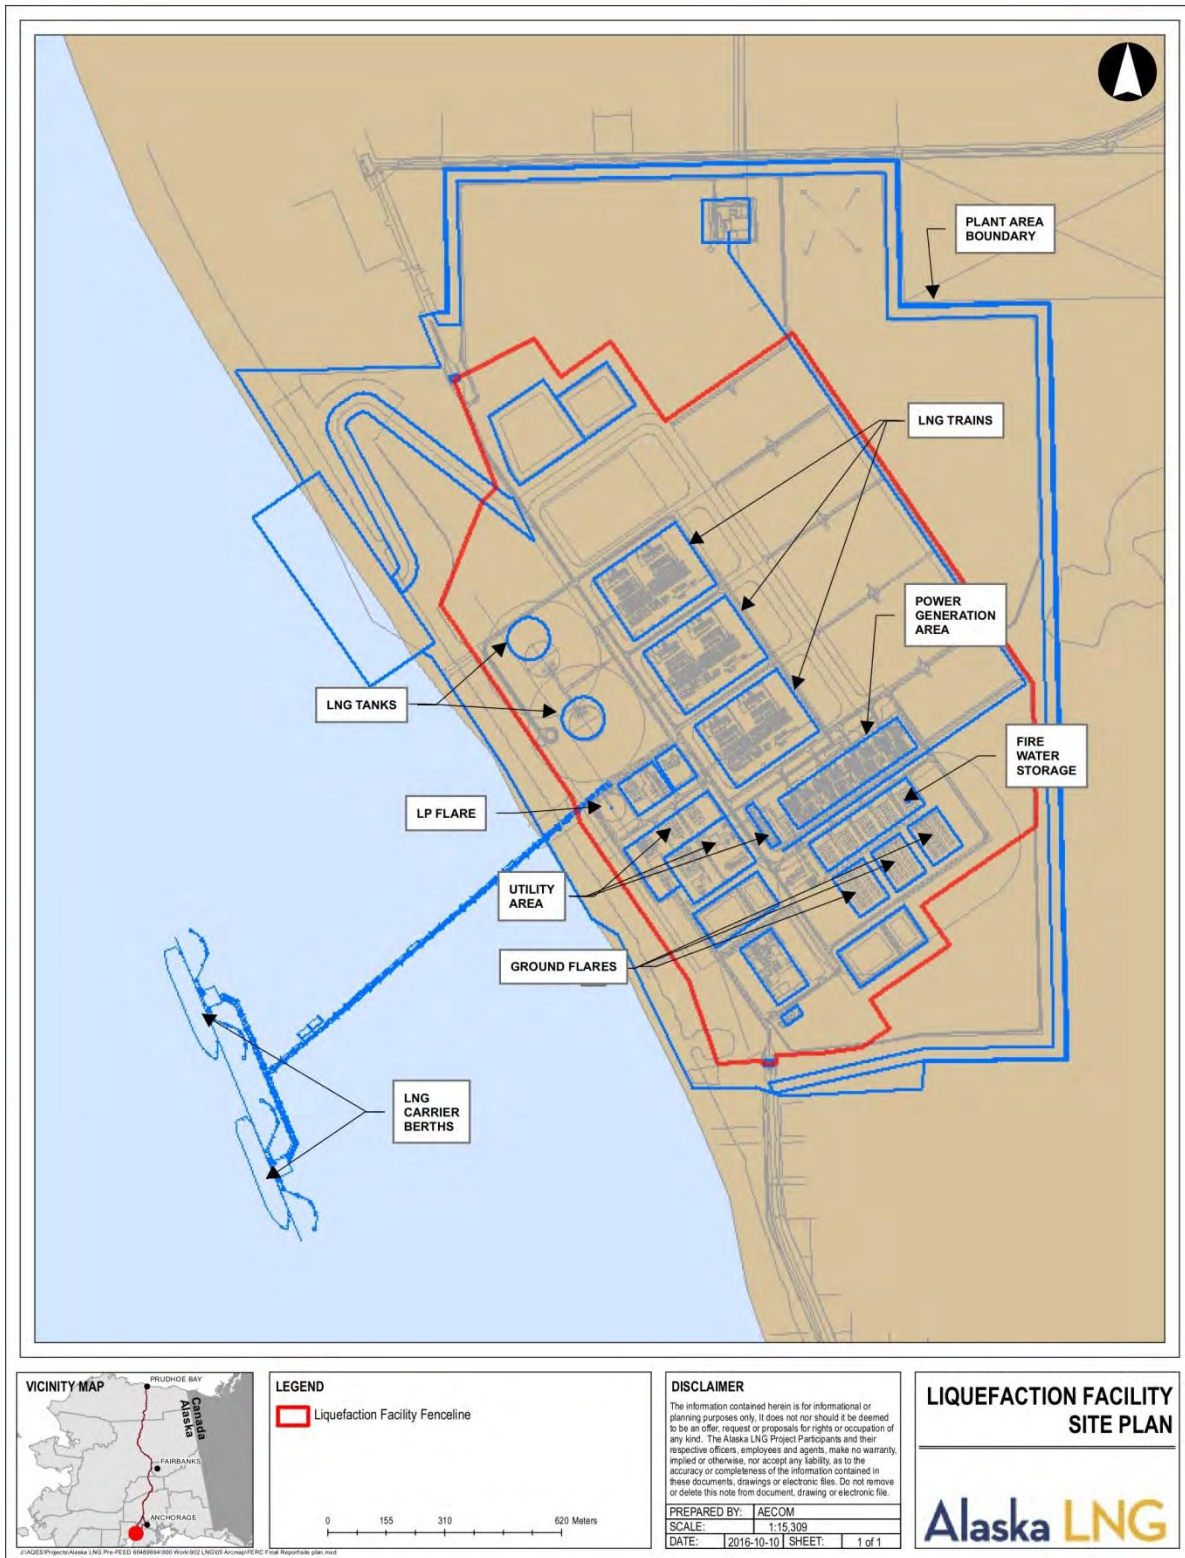 PLANT AREA
BOUNDARY
LNG TRAINS
POWER
GENERATION
AREA
LNG TANKS
FIRE
WATER
STORAGE
LP FLARE
UTILITY
AREA
GROUND FLARES
LNG
CARRIER
BERTHS
VICINITY MAP
PRUDHOE BAY
Canada
Alaska
FAIRBANKS
ANCHORAGE
LEGEND
Liquefaction Facility Fenceline
0 155 310 620 Meters
DISCLAIMER
The information contained herein is for informational or
planning purposes only, it does not nor should it be deemed
to be an offer, request or proposals for rights or occupation of
any kind. The Alaska LNG Project Participants and their
respective officers, employees and agents, make no warranty,
implied or otherwise, nor accept any liability, as to the
accuracy or completeness of the information contained in
these documents, drawings or electronic files. Do not remove
or delete this note from document, drawing or electronic file.
PREPARED BY: AECOM
SCALE: 1:15,309
DATE: 2016-10-10 SHEET: 1 of 1
LIQUEFACTION FACILITY
SITE PLAN
Alaska LNG